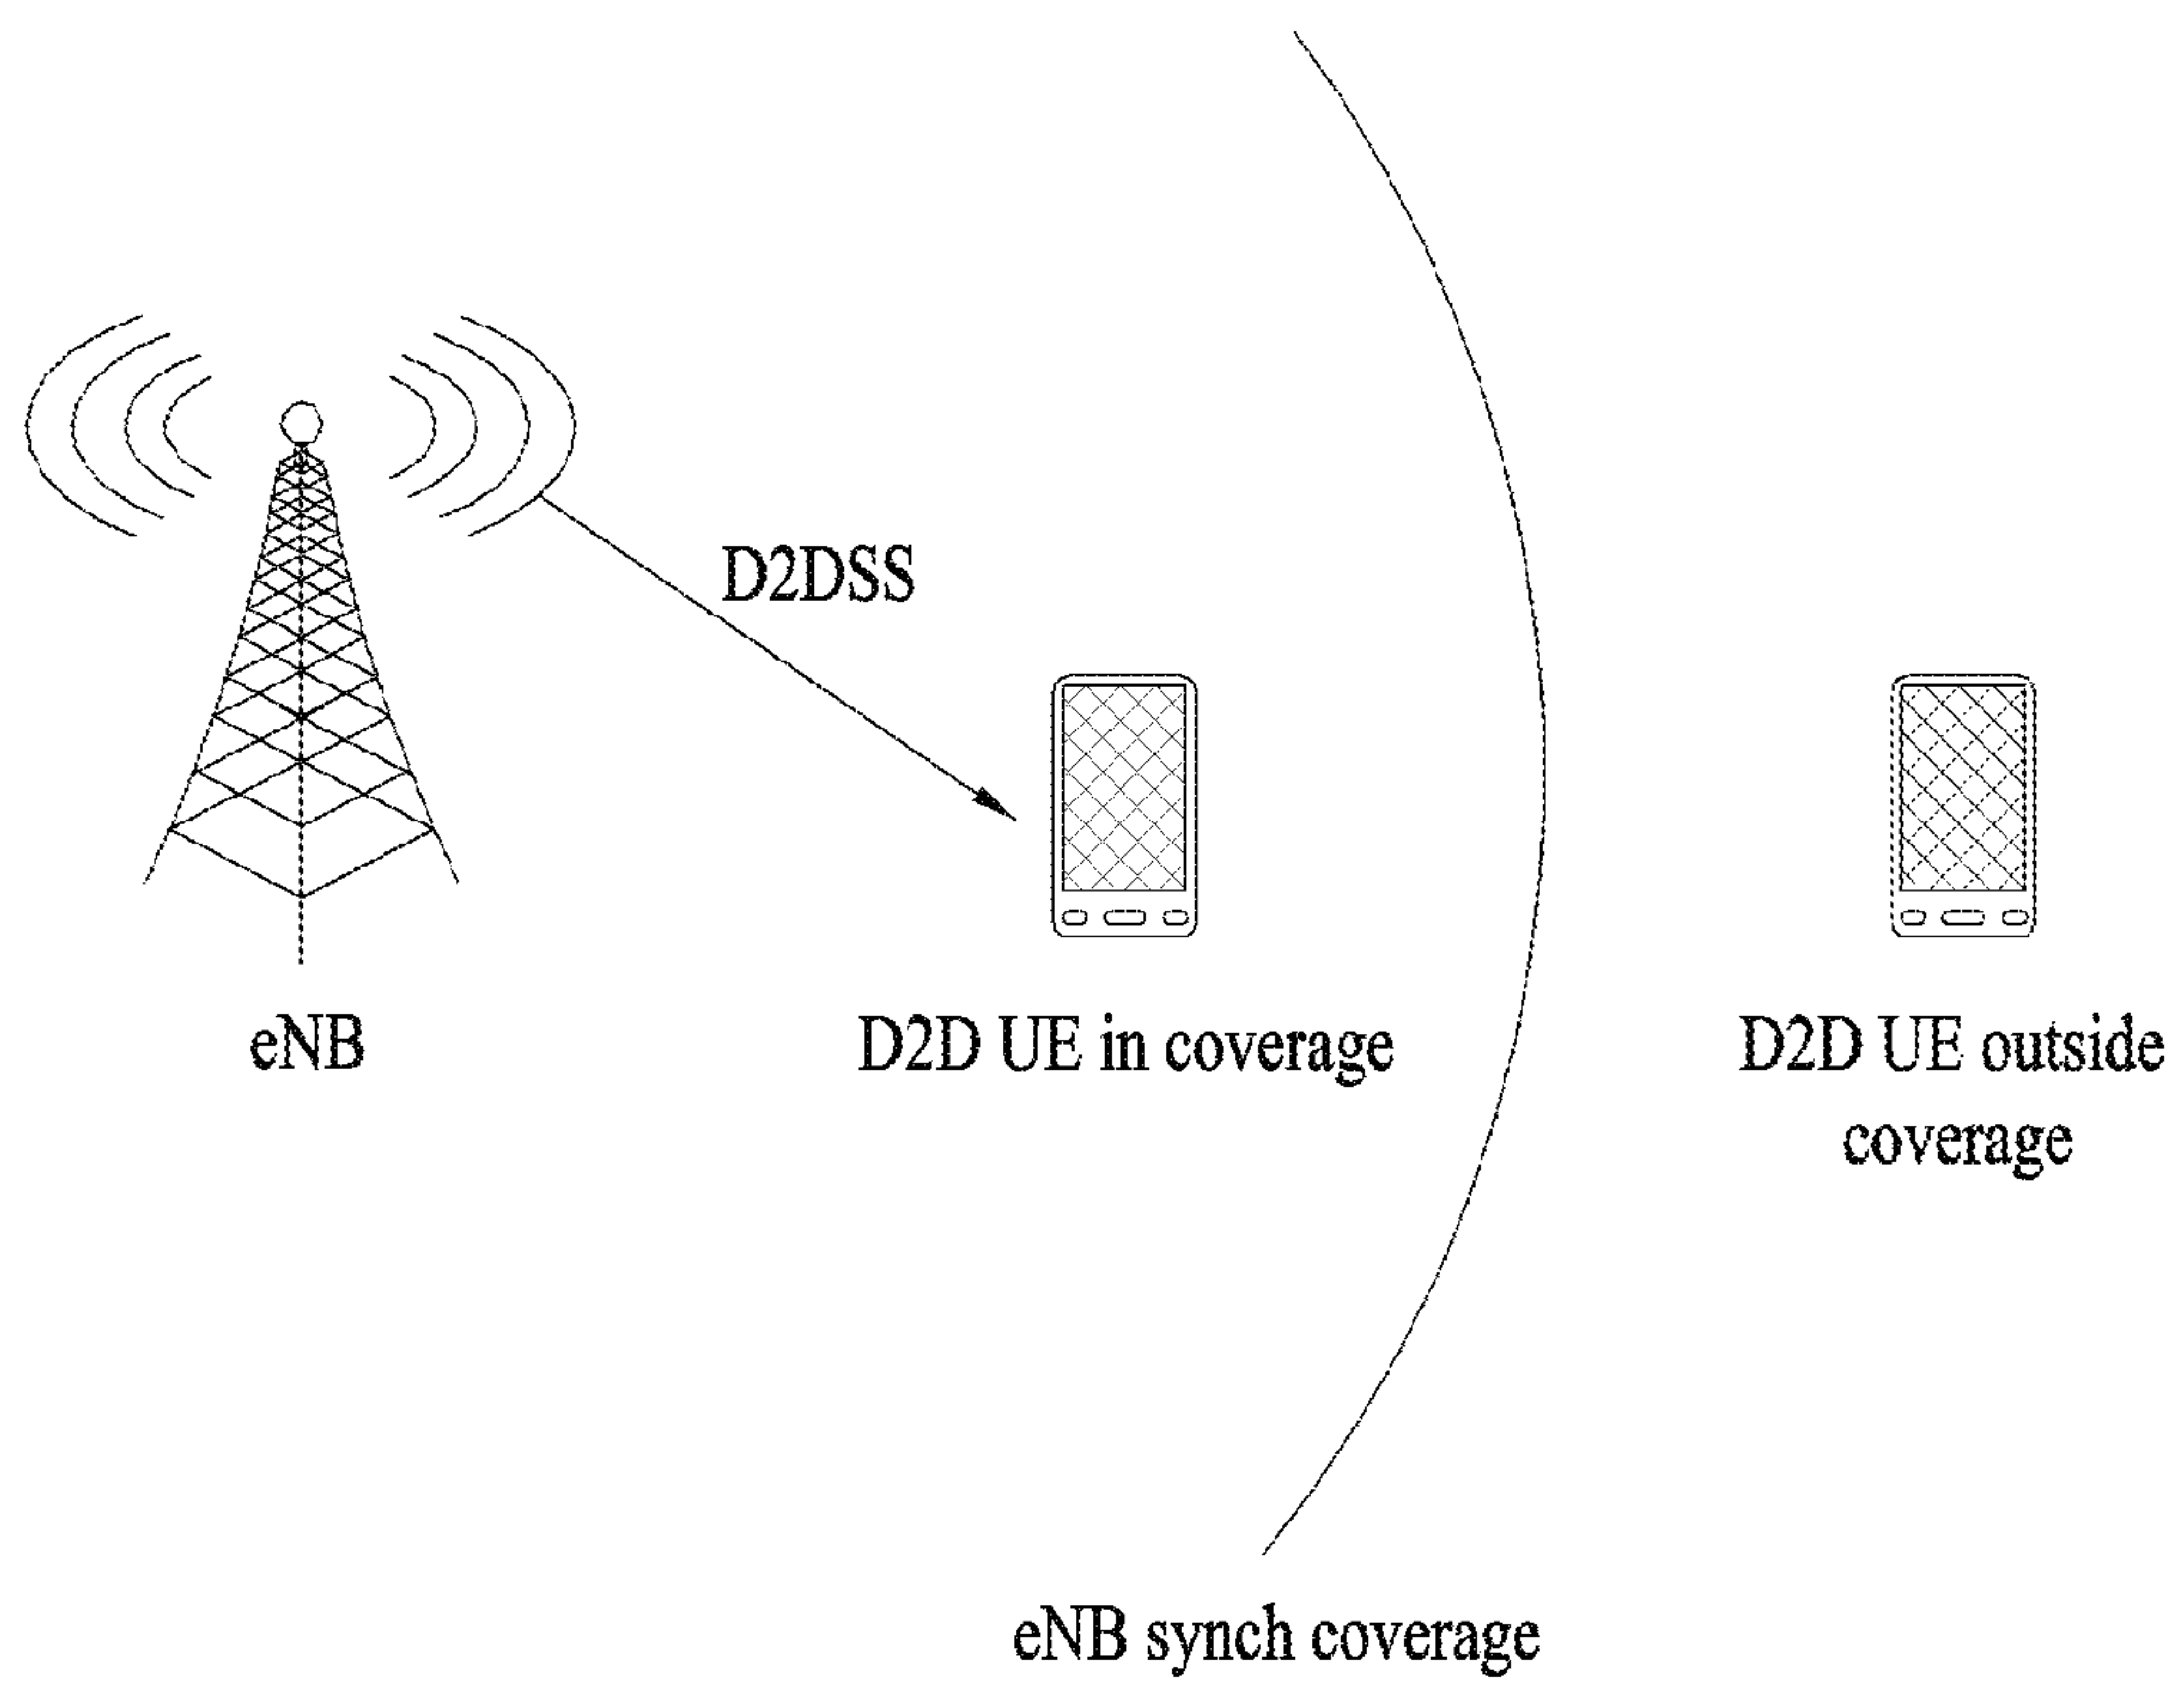 D2DSS
eNB
D2D UE in coverage
D2D UE outside
coverage
eNB synch coverage